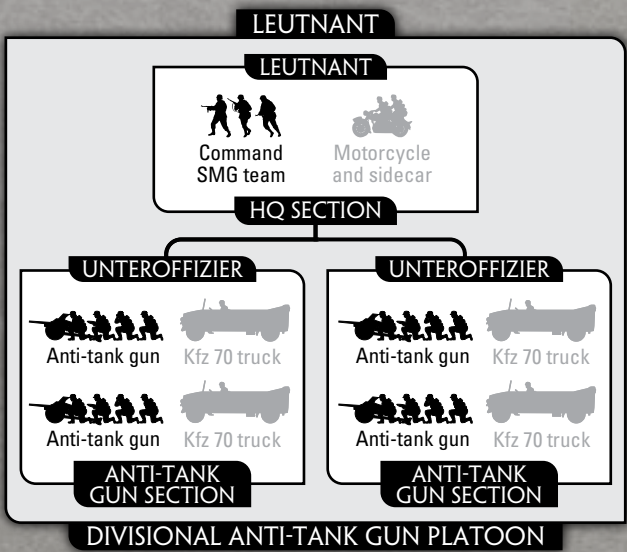 LEUTNANT
LEUTNANT
Command
SMG team
Motorcycle
and sidecar
HQ SECTION
UNTEROFFIZIER
Anti-tank gun
Kfz 70 truck
Anti-tank gun
Kfz 70 truck
ANTI-TANK
GUN SECTION
UNTEROFFIZIER
Anti-tank gun
Kfz 70 truck
Anti-tank gun
Kfz 70 truck
ANTI-TANK
GUN SECTION
DIVISIONAL ANTI-TANK GUN PLATOON